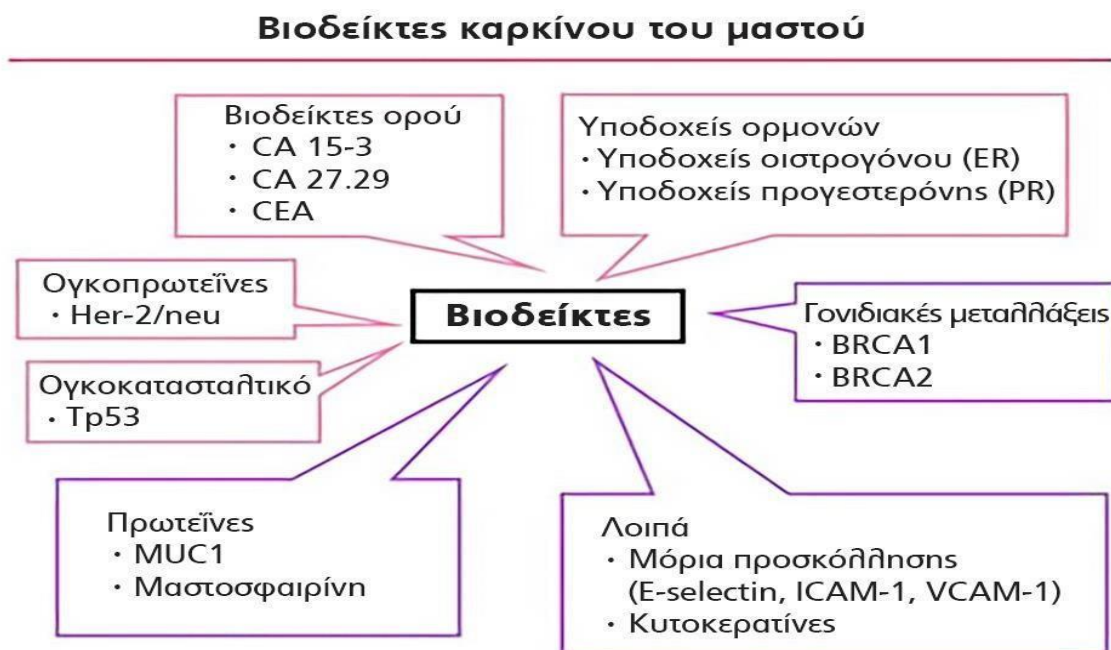 Βιοδείκτες καρκίνου του μαστού
Βιοδείκτες ορού
· CA 15-3
· CA 27.29
· CEA
Υποδοχείς ορμονών
· Υποδοχείς οιστρογόνου (ER)
· Υποδοχείς προγεστερόνης (PR)
Ογκοπρωτεΐνες
· Her-2/neu
Βιοδείκτες
Γονιδιακές μεταλλάξεις
· BRCA1
· BRCA2
Ογκοκατασταλτικό
· Tp53
Πρωτεΐνες
· MUC1
· Μαστοσφαιρίνη
Λοιπά
· Μόρια προσκόλλησης
(E-selectin, ICAM-1, VCAM-1)
· Κυτοκερατίνες